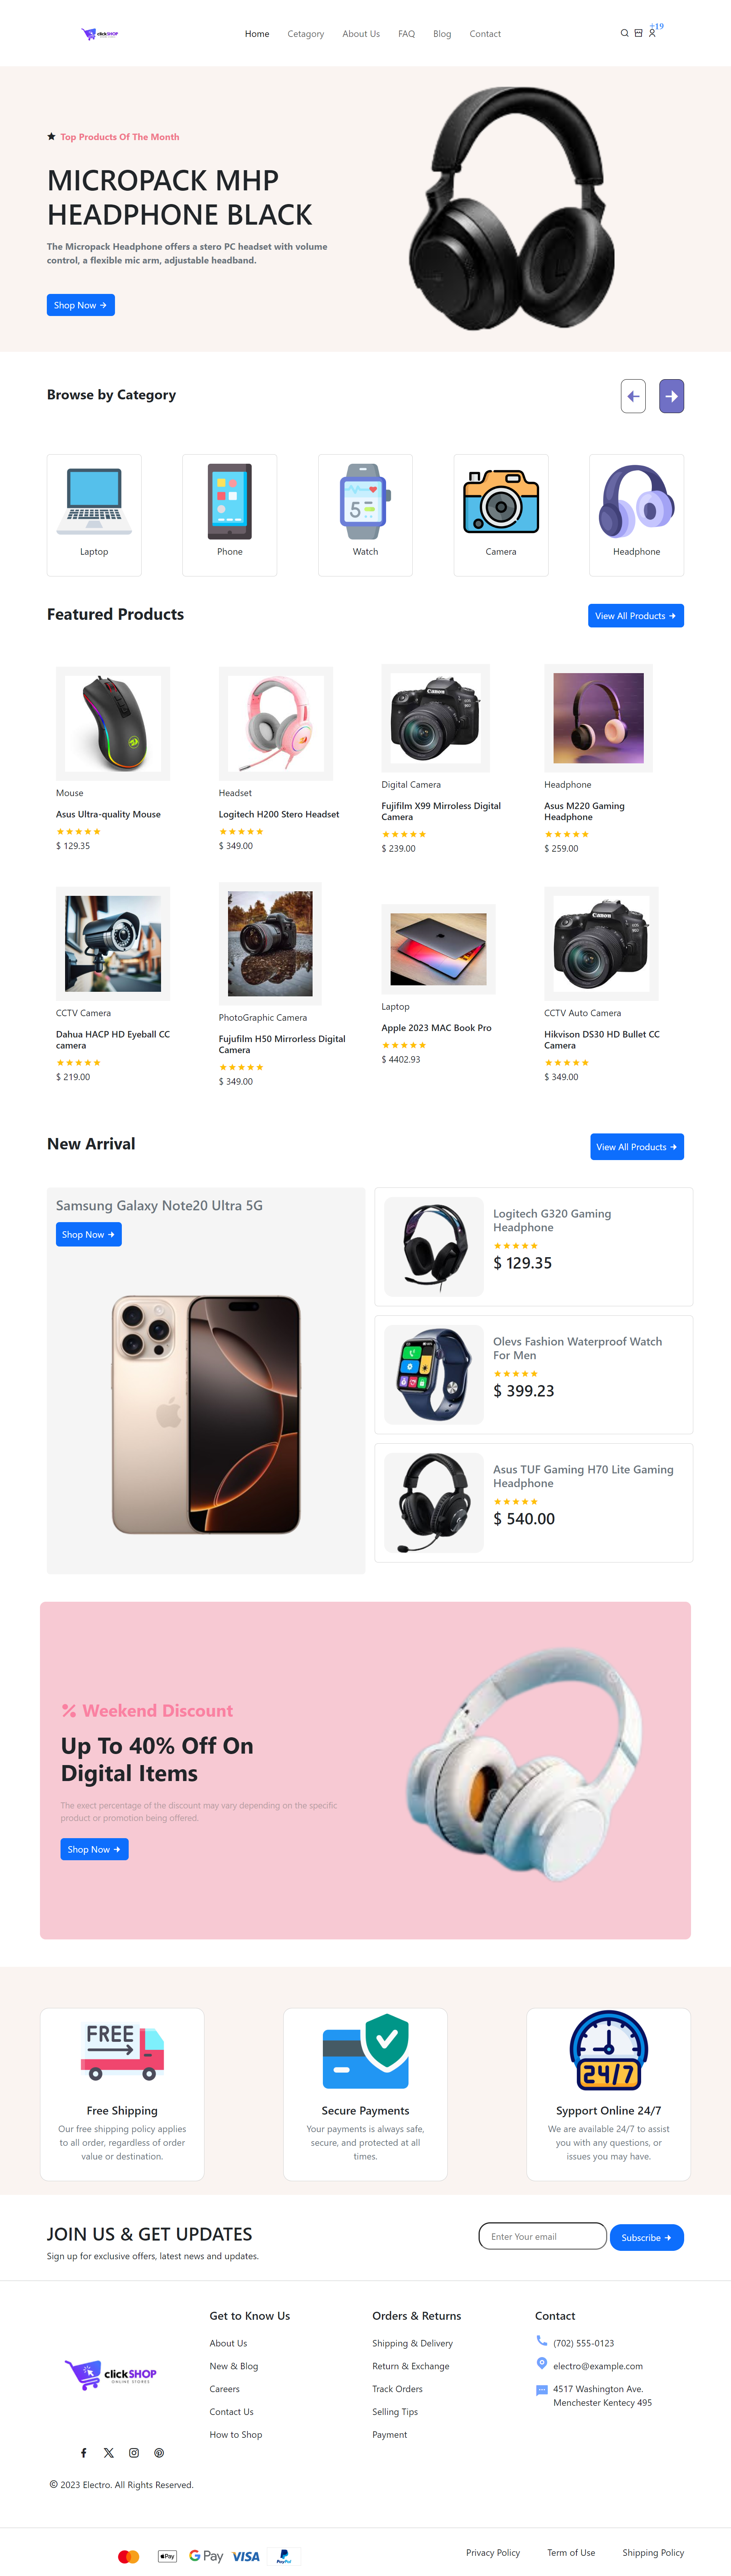 clickSHOP
Home Cetagory About Us FAQ Blog Contact
+19
Top Products Of The Month
MICROPACK MHP
HEADPHONE BLACK
The Micropack Headphone offers a stero PC headset with volume
control, a flexible mic arm, adjustable headband.
Shop Now
Browse by Category
Laptop
Phone
Watch
Camera
Headphone
Featured Products
View All Products
Mouse
Asus Ultra-quality Mouse
$ 129.35
Headset
Logitech H200 Stero Headset
$ 349.00
Canon
Digital Camera
Fujifilm X99 Mirroless Digital
Camera
$ 239.00
Headphone
Asus M220 Gaming
Headphone
$ 259.00
CCTV Camera
Dahua HACP HD Eyeball CC
camera
$ 219.00
PhotoGraphic Camera
Fujufilm H50 Mirrorless Digital
Camera
$ 349.00
Laptop
Apple 2023 MAC Book Pro
$ 4402.93
Canon
CCTV Auto Camera
Hikvison DS30 HD Bullet CC
Camera
$ 349.00
New Arrival
View All Products
Samsung Galaxy Note20 Ultra 5G
Shop Now
Logitech G320 Gaming
Headphone
$ 129.35
Olevs Fashion Waterproof Watch
For Men
$ 399.23
Asus TUF Gaming H70 Lite Gaming
Headphone
$ 540.00
Weekend Discount
Up To 40% Off On
Digital Items
The exect percentage of the discount may vary depending on the specific
product or promotion being offered.
Shop Now
FREE
Free Shipping
Our free shipping policy applies
to all order, regardless of order
value or destination.
Secure Payments
Your payments is always safe,
secure, and protected at all
times.
24/7
Sypport Online 24/7
We are available 24/7 to assist
you with any questions, or
issues you may have.
JOIN US & GET UPDATES
Sign up for exclusive offers, latest news and updates.
Enter Your email
Subscribe
clickSHOP
ONLINE STORES
© 2023 Electro. All Rights Reserved.
Get to Know Us
About Us
New & Blog
Careers
Contact Us
How to Shop
Orders & Returns
Shipping & Delivery
Return & Exchange
Track Orders
Selling Tips
Payment
Contact
(702) 555-0123
electro@example.com
4517 Washington Ave.
Menchester Kentecy 495
Pay
G Pay
VISA
PayPal
Privacy Policy Term of Use Shipping Policy